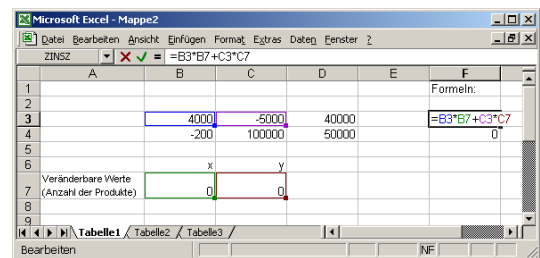 Microsoft Excel - Mappe2
Datei Bearbeiten Ansicht Einfügen Format Extras Daten Fenster ?
ZINSZ = =B3*B7+C3*C7
A B C D E F
1 Formeln:
2
3 4000 -5000 40000 =B3*B7+C3*C7
4 -200 100000 50000 0
5
6 x y
Veränderbare Werte
7 (Anzahl der Produkte) 0 0
8
9
Tabelle1 Tabelle2 Tabelle3
Bearbeiten NF